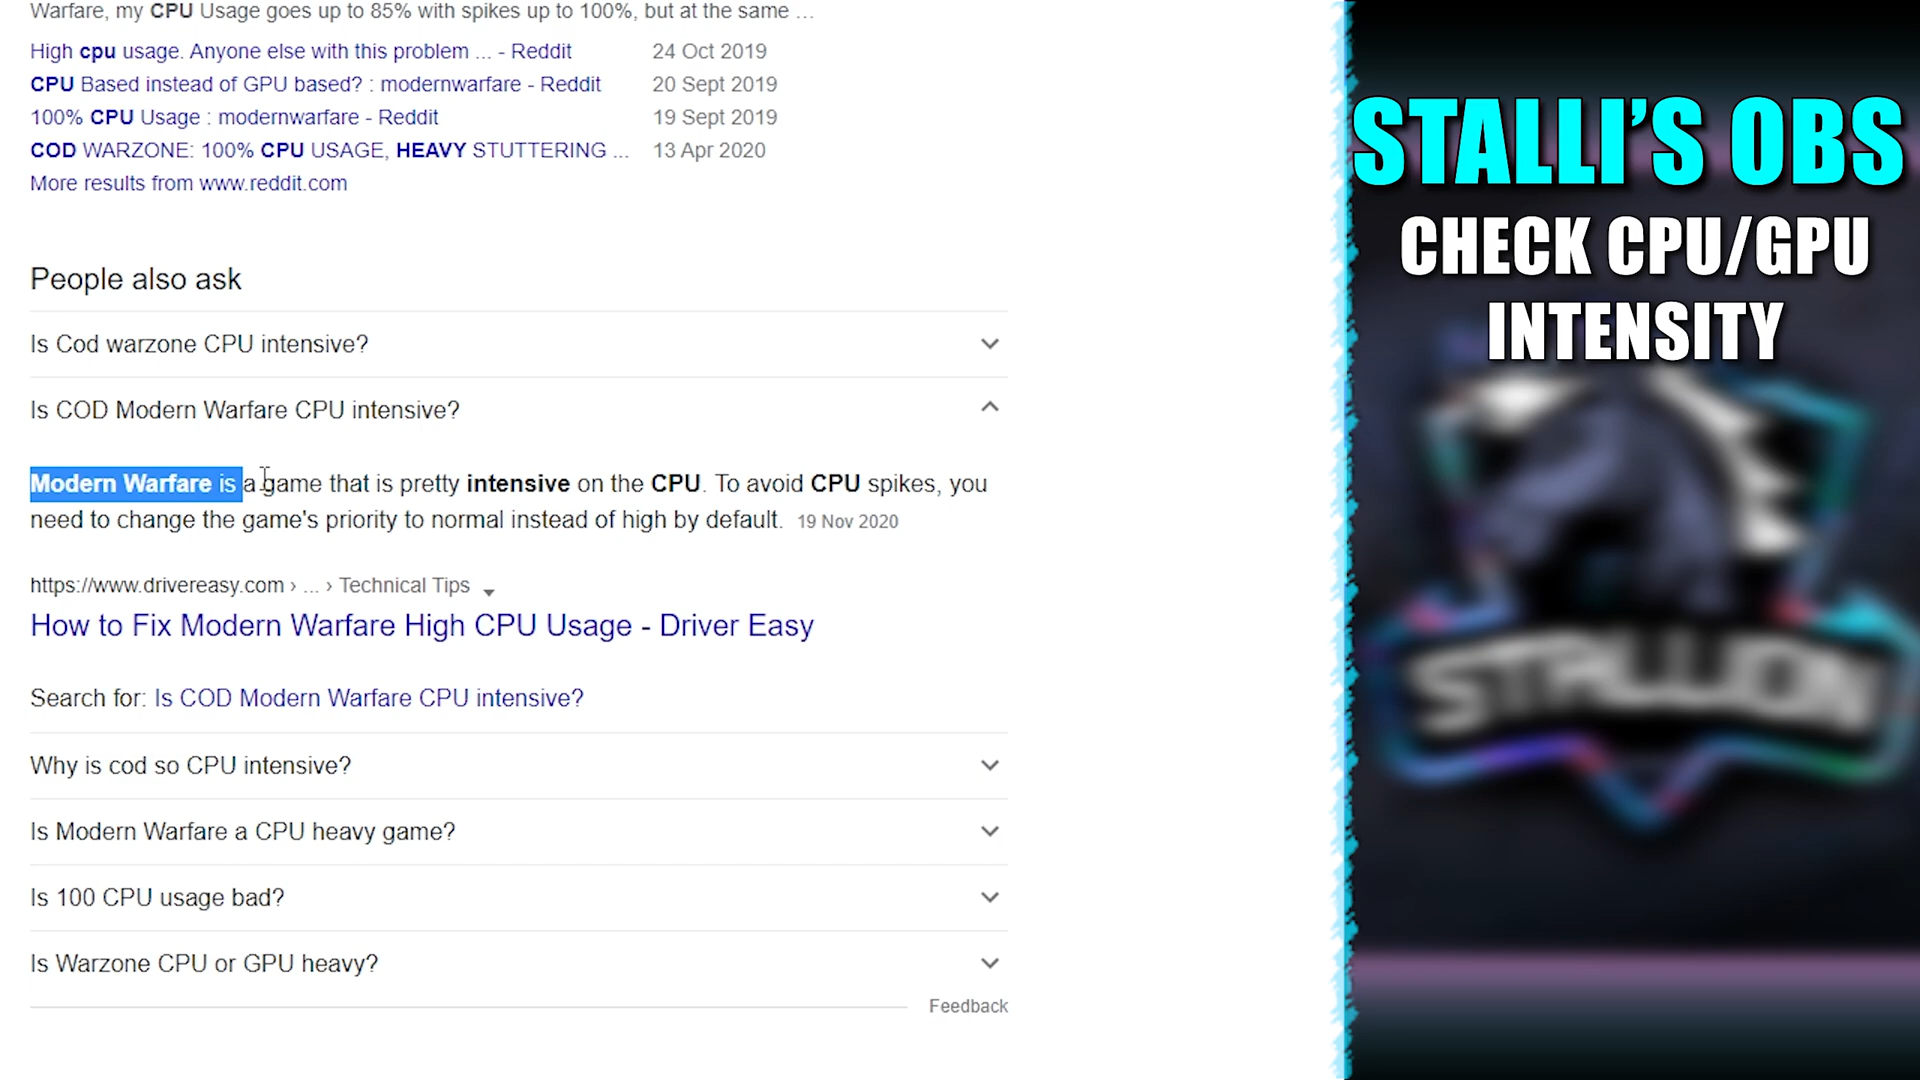 Warfare, my CPU Usage goes up to 85% with spikes up to 100%, but at the same ...
High cpu usage. Anyone else with this problem ... - Reddit 24 Oct 2019
CPU Based instead of GPU based? : modernwarfare - Reddit 20 Sept 2019
100% CPU Usage : modernwarfare - Reddit 19 Sept 2019
COD WARZONE: 100% CPU USAGE, HEAVY STUTTERING ... 13 Apr 2020
More results from www.reddit.com
People also ask
Is Cod warzone CPU intensive?
Is COD Modern Warfare CPU intensive?
Modern Warfare is a game that is pretty intensive on the CPU. To avoid CPU spikes, you
need to change the game's priority to normal instead of high by default. 19 Nov 2020
https://www.drivereasy.com › ... › Technical Tips
How to Fix Modern Warfare High CPU Usage - Driver Easy
Search for: Is COD Modern Warfare CPU intensive?
Why is cod so CPU intensive?
Is Modern Warfare a CPU heavy game?
Is 100 CPU usage bad?
Is Warzone CPU or GPU heavy?
Feedback
STALLI'S OBS
CHECK CPU/GPU
INTENSITY
STALLION